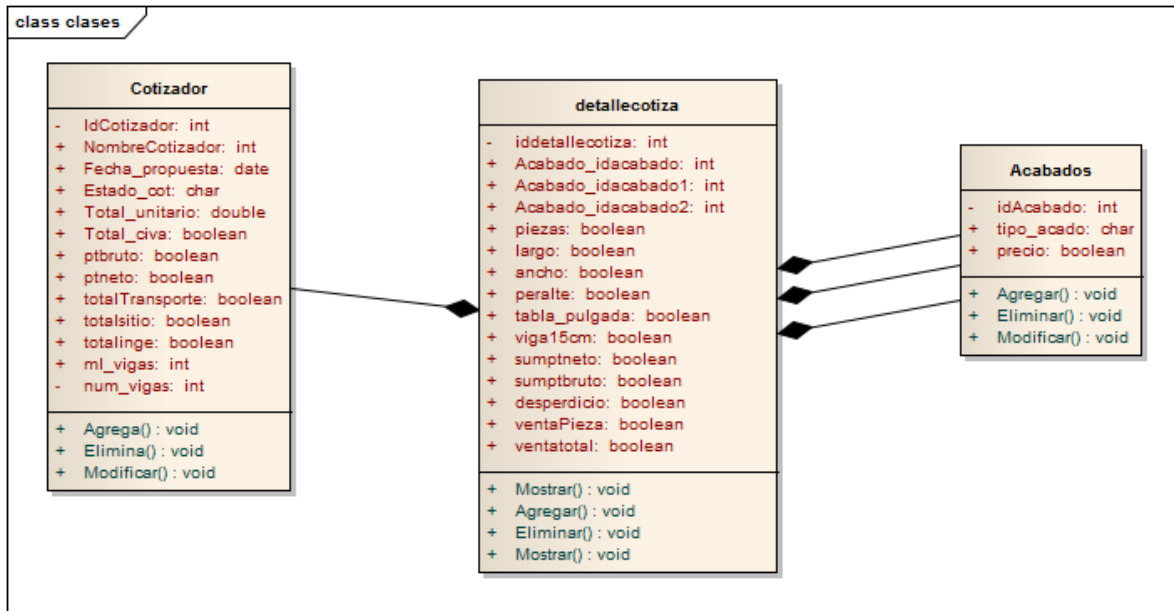 class clases
Cotizador
- IdCotizador: int
+ NombreCotizador: int
+ Fecha_propuesta: date
+ Estado_cot: char
+ Total_unitario: double
+ Total_civa: boolean
+ ptbruto: boolean
+ ptneto: boolean
+ totalTransporte: boolean
+ totalsitio: boolean
+ totalinge: boolean
+ ml_vigas: int
- num_vigas: int
+ Agrega() : void
+ Elimina() : void
+ Modificar() : void
detallecotiza
- iddetallecotiza: int
+ Acabado_idacabado: int
+ Acabado_idacabado1: int
+ Acabado_idacabado2: int
+ piezas: boolean
+ largo: boolean
+ ancho: boolean
+ peralte: boolean
+ tabla_pulgada: boolean
+ viga15cm: boolean
+ sumptneto: boolean
+ sumptbruto: boolean
+ desperdicio: boolean
+ ventaPieza: boolean
+ ventatotal: boolean
+ Mostrar() : void
+ Agregar() : void
+ Eliminar() : void
+ Mostrar() : void
Acabados
- idAcabado: int
+ tipo_acado: char
+ precio: boolean
+ Agregar() : void
+ Eliminar() : void
+ Modificar() : void